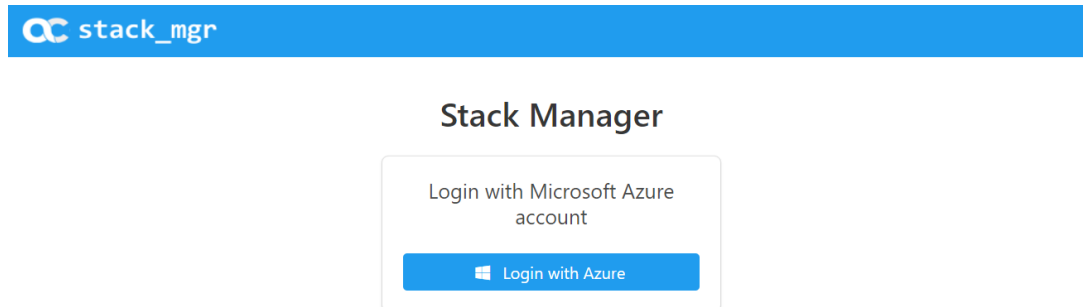 stack_mgr
Stack Manager
Login with Microsoft Azure
account
Login with Azure